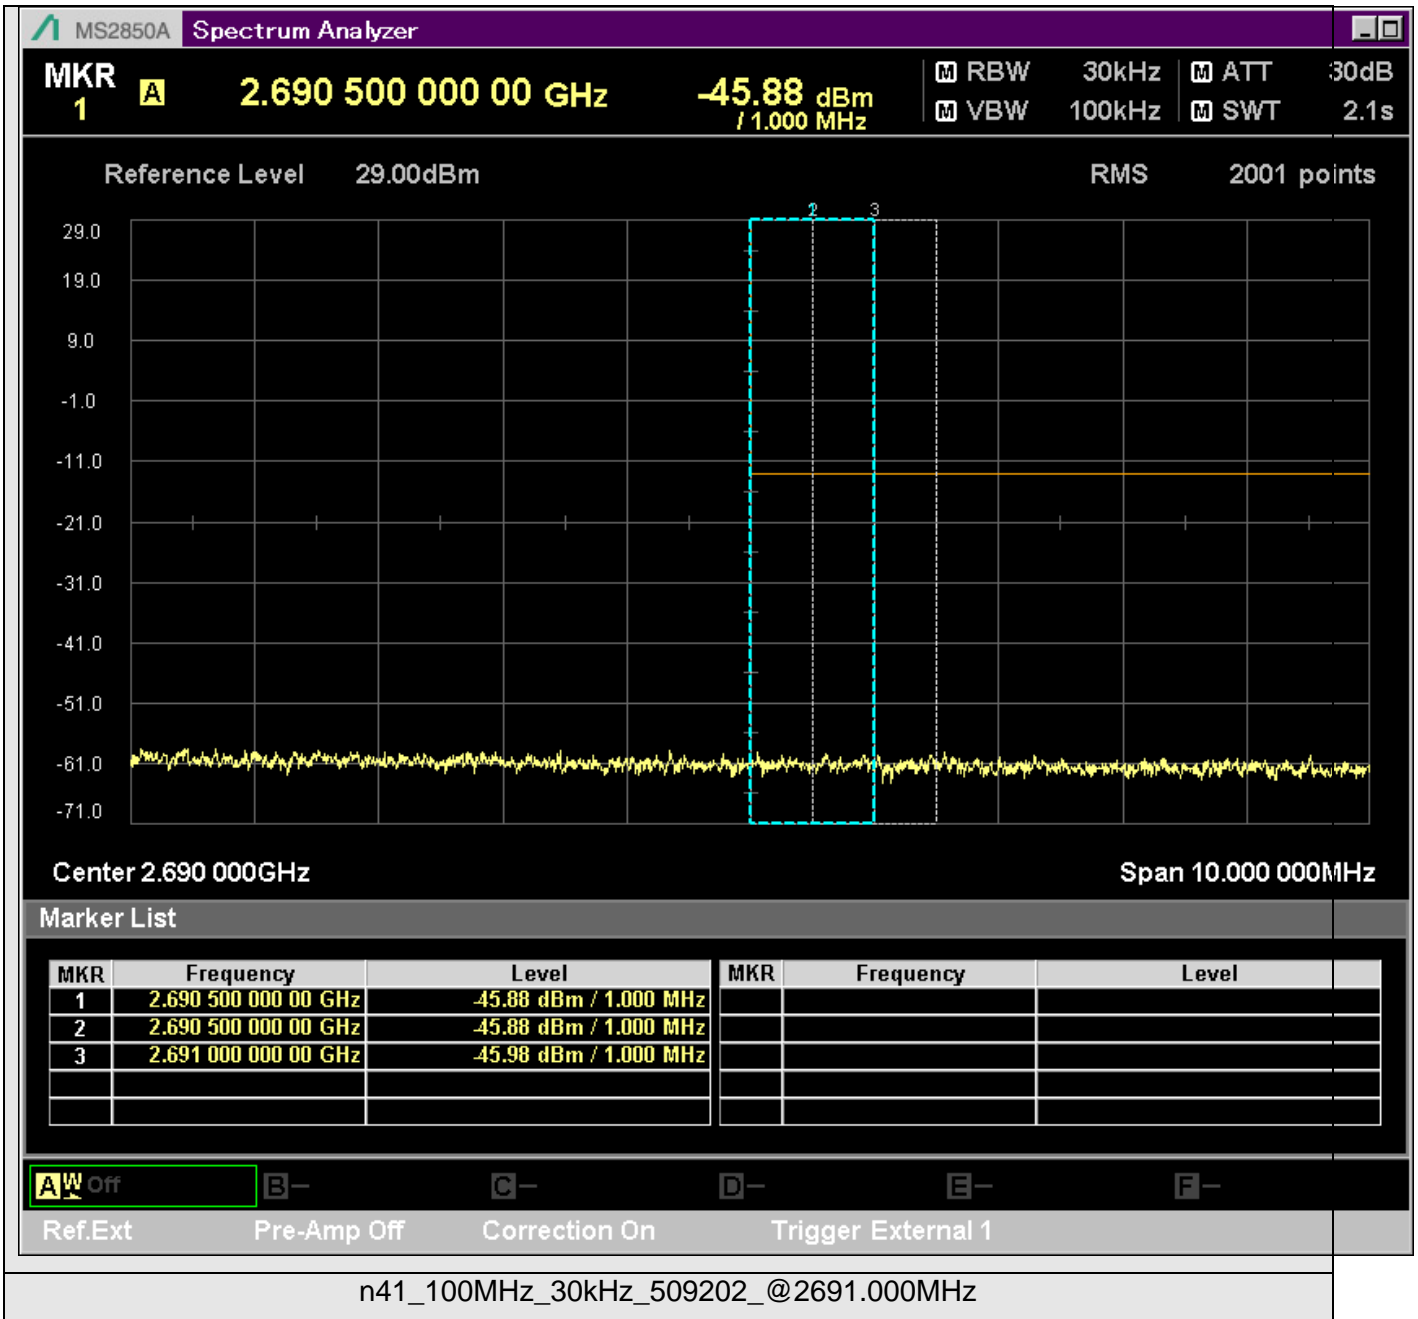 MS2850A Spectrum Analyzer
MKR 1 A 2.690 500 000 00 GHz -45.88 dBm / 1.000 MHz
M RBW 30kHz M ATT 30dB
M VBW 100kHz M SWT 2.1s
Reference Level 29.00dBm RMS 2001 points
2 3
29.0
19.0
9.0
-1.0
-11.0
-21.0
-31.0
-41.0
-51.0
-61.0
-71.0
Center 2.690 000GHz Span 10.000 000MHz
Marker List
MKR Frequency Level MKR Frequency Level
1 2.690 500 000 00 GHz -45.88 dBm / 1.000 MHz
2 2.690 500 000 00 GHz -45.88 dBm / 1.000 MHz
3 2.691 000 000 00 GHz -45.98 dBm / 1.000 MHz
A W Off B C D E F
Ref.Ext Pre-Amp Off Correction On Trigger External 1
n41_100MHz_30kHz_509202_@2691.000MHz